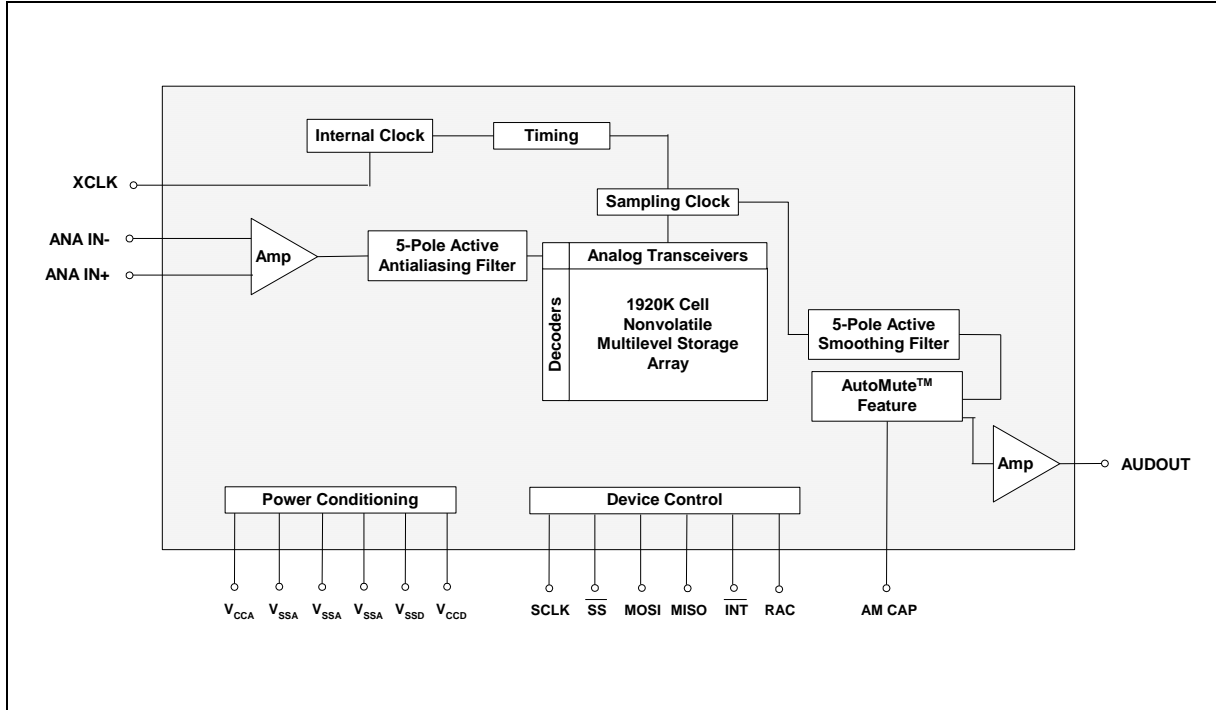 Internal Clock
Timing
XCLK
Sampling Clock
ANA IN-
Amp
ANA IN+
5-Pole Active
Antialiasing Filter
Analog Transceivers
Decoders
1920K Cell
Nonvolatile
Multilevel Storage
Array
5-Pole Active
Smoothing Filter
AutoMute™
Feature
Amp
AUDOUT
Power Conditioning
Device Control
VCCA
VSSA
VSSA
VSSA
VSSD
VCCD
SCLK
S̅S̅
MOSI
MISO
I̅N̅T̅
RAC
AM CAP